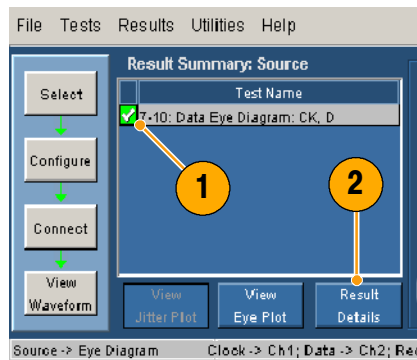 File Tests Results Utilities Help
Result Summary: Source
Select
Test Name
7-10: Data Eye Diagram: CK, D
Configure
1
2
Connect
View
Waveform
View
Jitter Plot
View
Eye Plot
Result
Details
Source -> Eye Diagram Clock -> Ch1; Data -> Ch2;